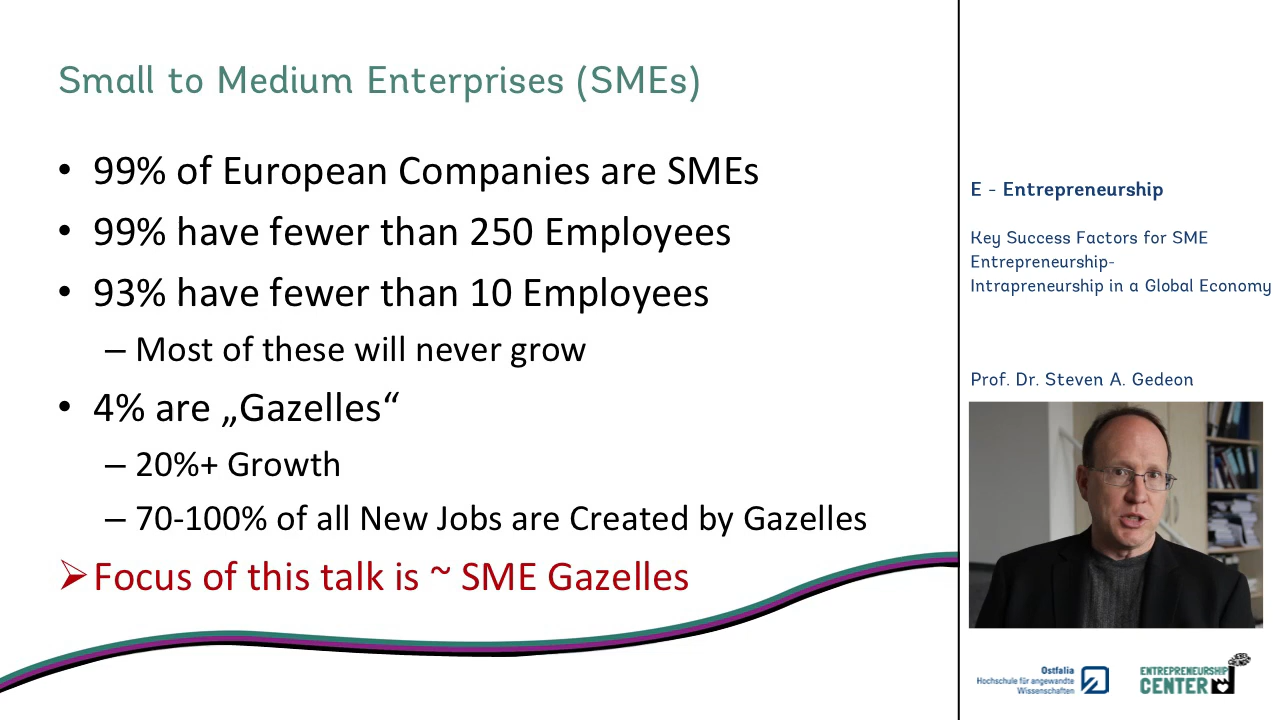 Small to Medium Enterprises (SMEs)
• 99% of European Companies are SMEs
• 99% have fewer than 250 Employees
• 93% have fewer than 10 Employees
– Most of these will never grow
• 4% are „Gazelles“
– 20%+ Growth
– 70-100% of all New Jobs are Created by Gazelles
➢ Focus of this talk is ~ SME Gazelles
E - Entrepreneurship
Key Success Factors for SME
Entrepreneurship-
Intrapreneurship in a Global Economy
Prof. Dr. Steven A. Gedeon
Ostfalia
Hochschule für angewandte
Wissenschaften
ENTREPRENEURSHIP
CENTER